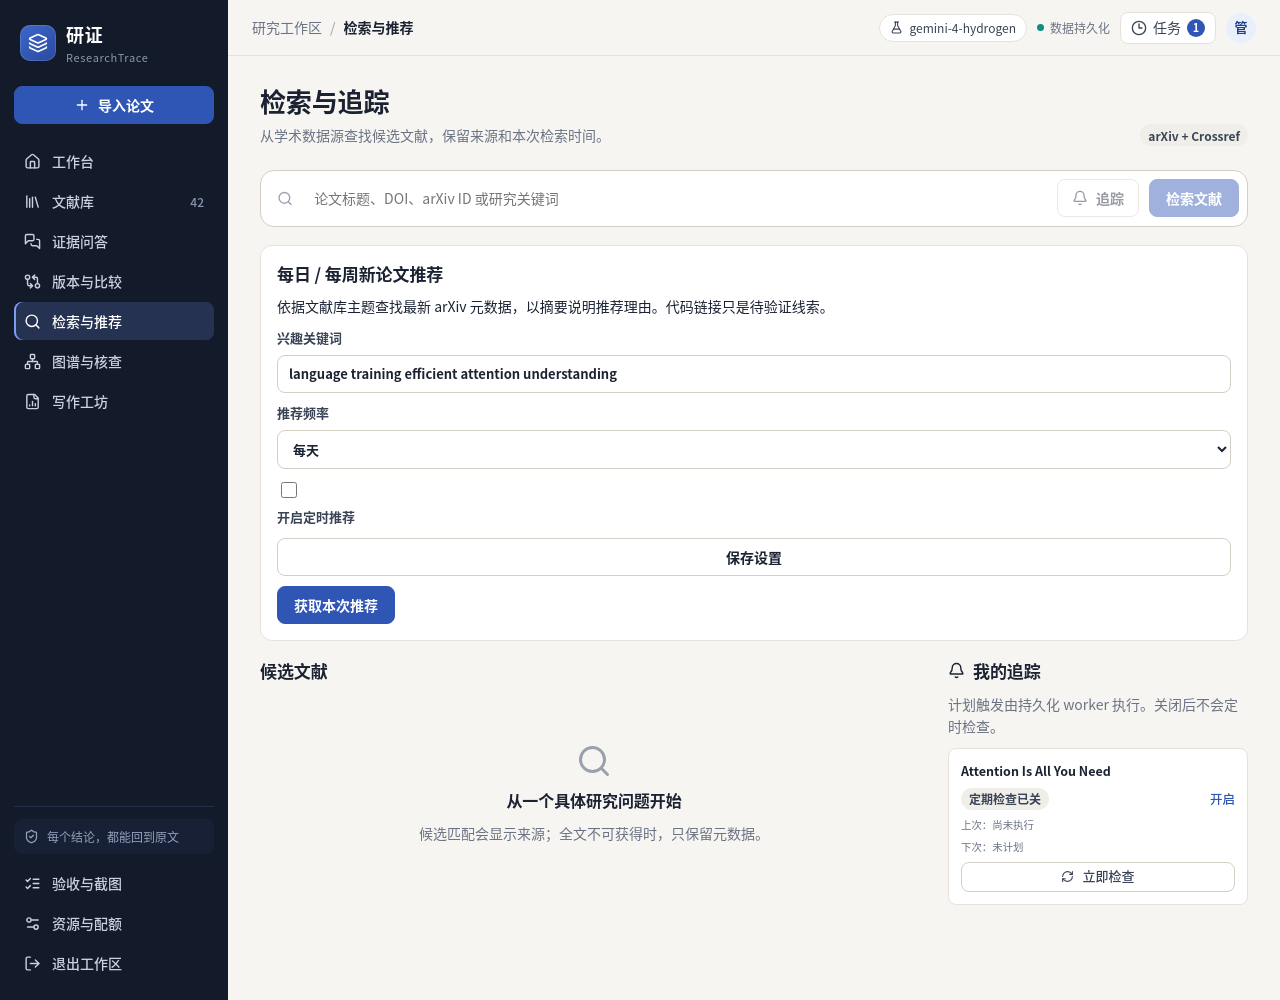 研证
ResearchTrace
导入论文
工作台
文献库 42
证据问答
版本与比较
检索与推荐
图谱与核查
写作工坊
每个结论，都能回到原文
验收与截图
资源与配额
退出工作区
研究工作区 / 检索与推荐
gemini-4-hydrogen
数据持久化
任务 1
管
检索与追踪
从学术数据源查找候选文献，保留来源和本次检索时间。
arXiv + Crossref
论文标题、DOI、arXiv ID 或研究关键词
追踪
检索文献
每日 / 每周新论文推荐
依据文献库主题查找最新 arXiv 元数据，以摘要说明推荐理由。代码链接只是待验证线索。
兴趣关键词
language training efficient attention understanding
推荐频率
每天
开启定时推荐
保存设置
获取本次推荐
候选文献
从一个具体研究问题开始
候选匹配会显示来源；全文不可获得时，只保留元数据。
我的追踪
计划触发由持久化 worker 执行。关闭后不会定
时检查。
Attention Is All You Need
定期检查已关 开启
上次：尚未执行
下次：未计划
立即检查